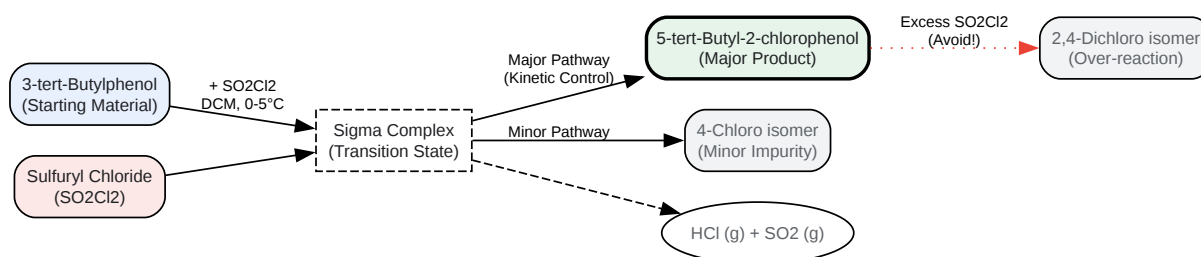 3-tert-Butylphenol
(Starting Material)
Sulfuryl Chloride
(SO2Cl2)
+ SO2Cl2
DCM, 0-5°C
Sigma Complex
(Transition State)
Major Pathway
(Kinetic Control)
Minor Pathway
5-tert-Butyl-2-chlorophenol
(Major Product)
4-Chloro isomer
(Minor Impurity)
HCl (g) + SO2 (g)
Excess SO2Cl2
(Avoid!)
2,4-Dichloro isomer
(Over-reaction)